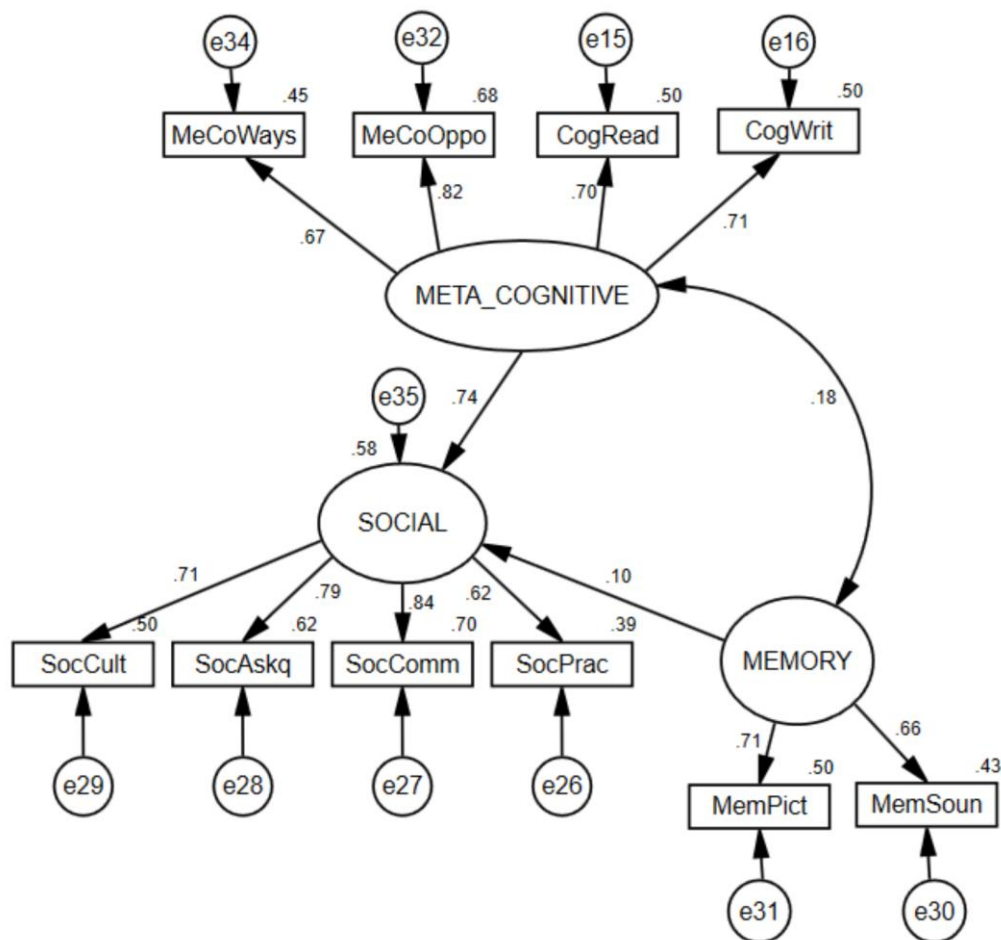 e34
e32
e15
e16
.45
.68
.50
.50
MeCoWays
MeCoOppo
CogRead
CogWrit
.67
.82
.70
.71
META_COGNITIVE
e35
.74
.18
.58
SOCIAL
.71
.79
.84
.62
.10
.50
.62
.70
.39
SocCult
SocAskq
SocComm
SocPrac
MEMORY
.71
.66
e29
e28
e27
e26
.50
.43
MemPict
MemSoun
e31
e30